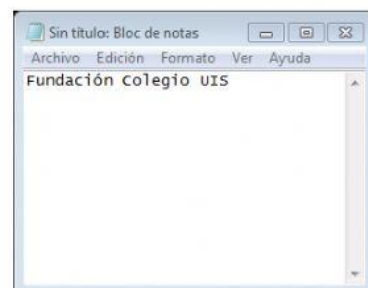 Sin título: Bloc de notas
Archivo Edición Formato Ver Ayuda
Fundación Colegio UIS